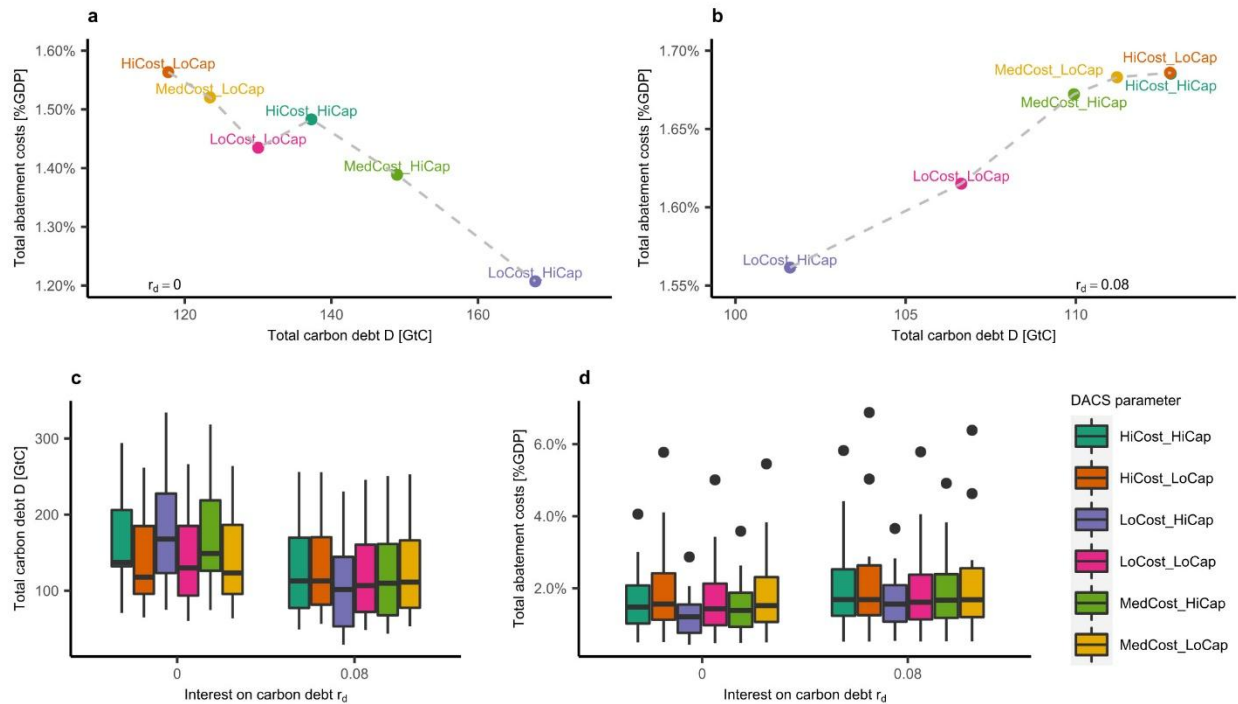 a
Total abatement costs [%GDP]
1.60%
1.50%
1.40%
1.30%
1.20%
HiCost_LoCap
MedCost_LoCap
HiCost_HiCap
LoCost_LoCap
MedCost_HiCap
LoCost_HiCap
r_d = 0
120
140
160
Total carbon debt D [GtC]
b
Total abatement costs [%GDP]
1.70%
1.65%
1.60%
1.55%
HiCost_LoCap
MedCost_LoCap
HiCost_HiCap
MedCost_HiCap
LoCost_LoCap
LoCost_HiCap
r_d = 0.08
100
105
110
Total carbon debt D [GtC]
c
Total carbon debt D [GtC]
300
200
100
0
0.08
Interest on carbon debt r_d
d
Total abatement costs [%GDP]
6.0%
4.0%
2.0%
0
0.08
Interest on carbon debt r_d
DACS parameter
HiCost_HiCap
HiCost_LoCap
LoCost_HiCap
LoCost_LoCap
MedCost_HiCap
MedCost_LoCap